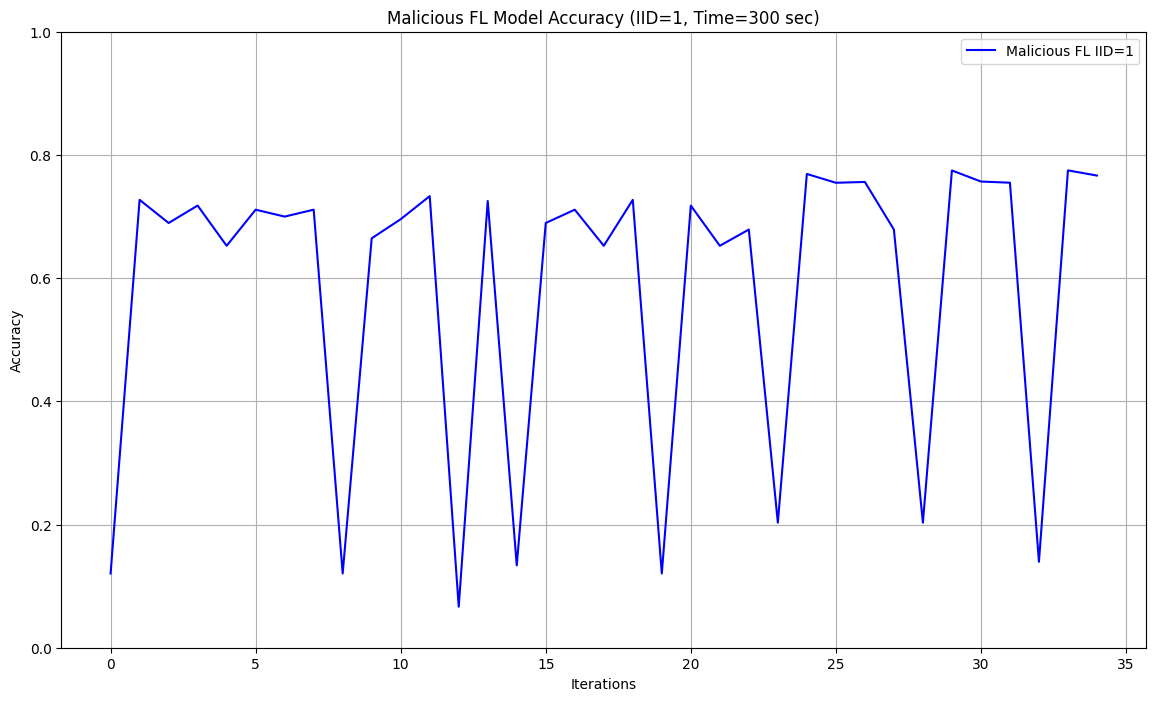 Malicious FL Model Accuracy (IID=1, Time=300 sec)
Malicious FL IID=1
1.0
0.8
0.6
0.4
0.2
0.0
Accuracy
0 5 10 15 20 25 30 35
Iterations